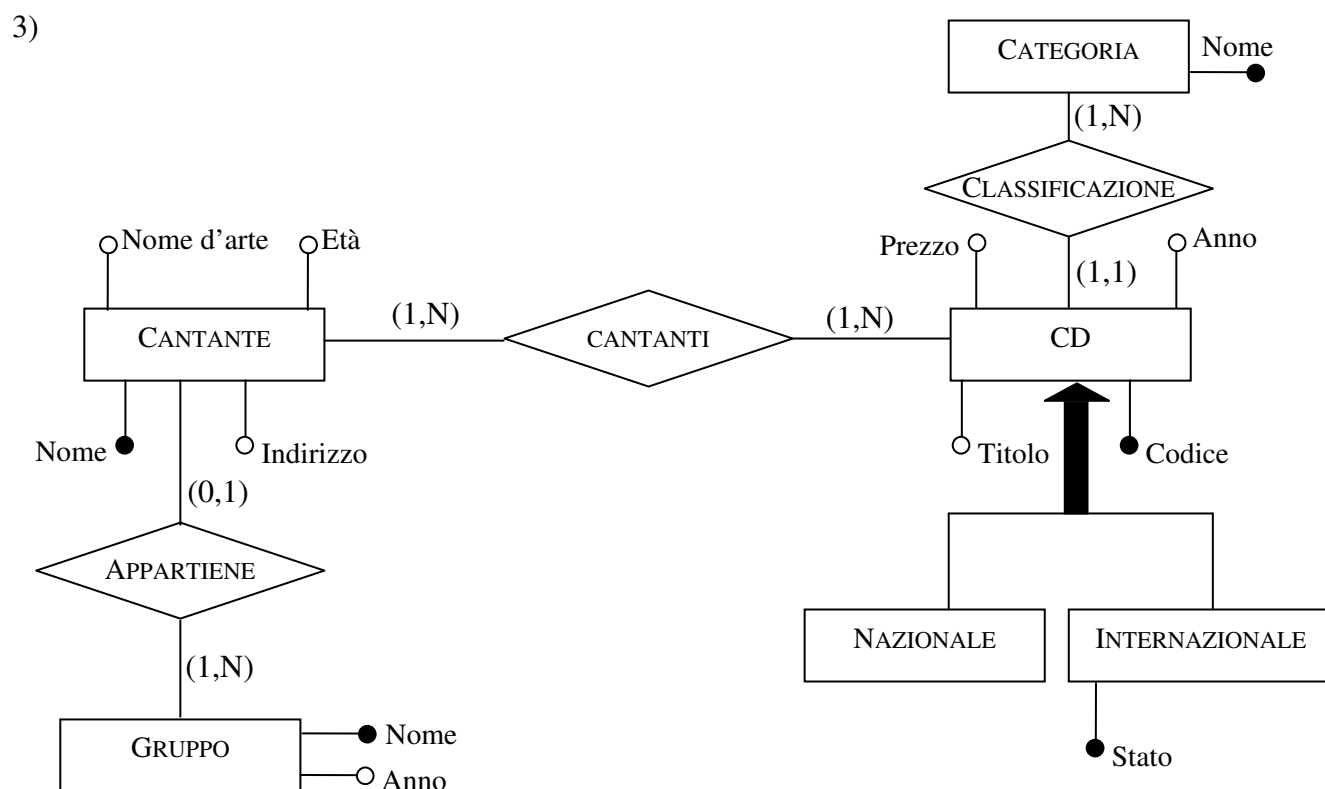 3)
CATEGORIA
Nome
(1,N)
CLASSIFICAZIONE
Nome d'arte
Età
Prezzo
Anno
(1,1)
CANTANTE
(1,N)
CANTANTI
(1,N)
CD
Nome
Indirizzo
Titolo
Codice
(0,1)
APPARTIENE
NAZIONALE
INTERNAZIONALE
(1,N)
GRUPPO
Nome
Anno
Stato